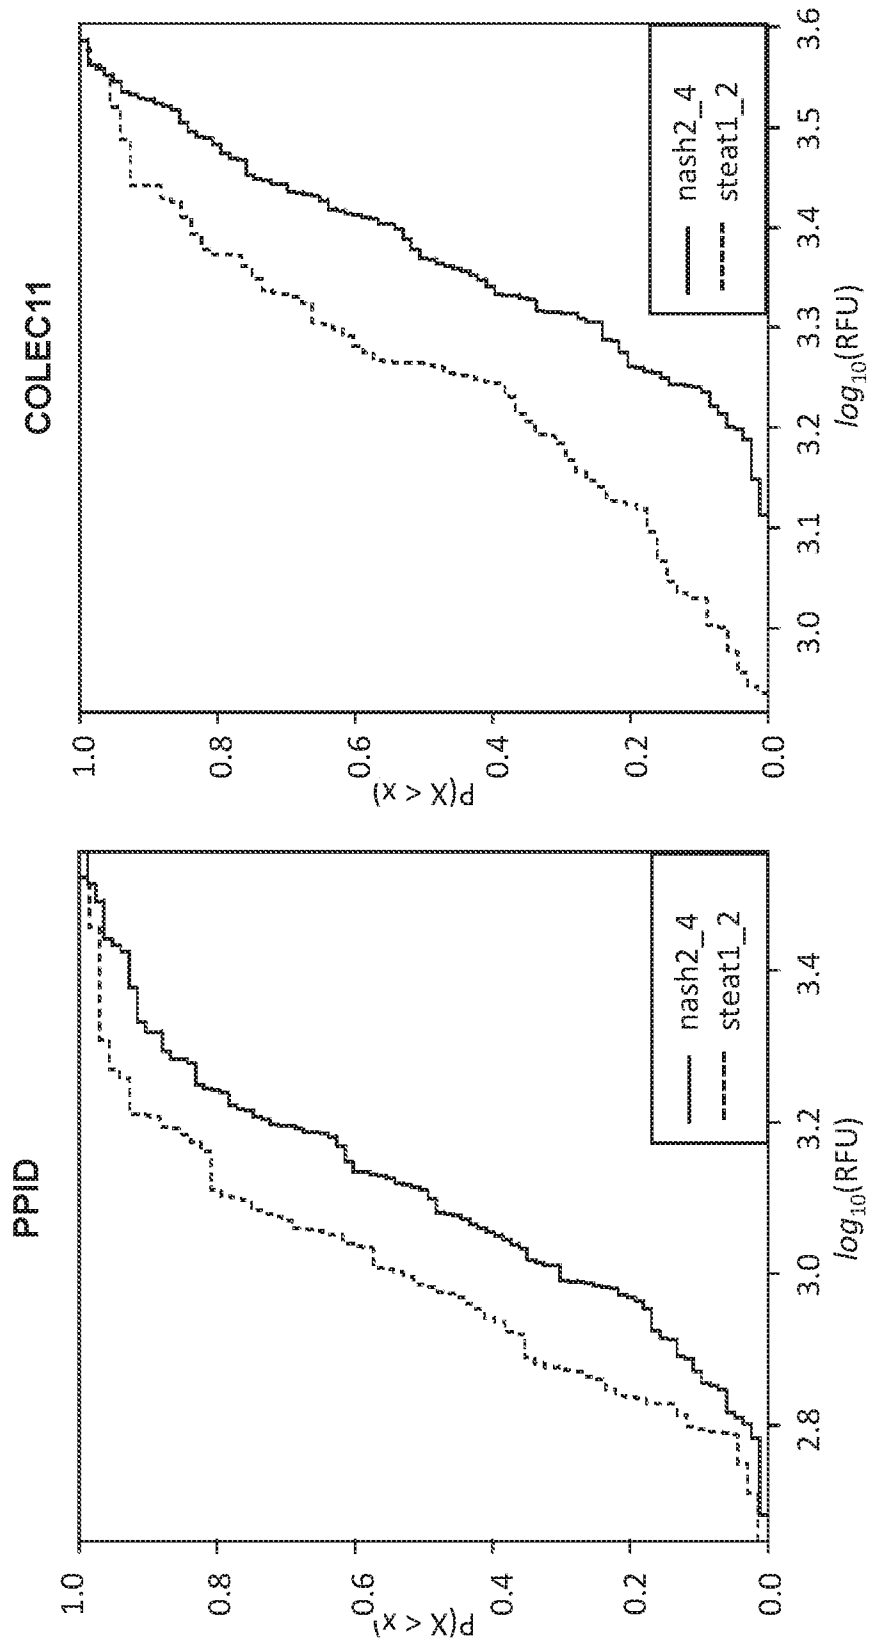 PPID
P(X < x)
1.0
0.8
0.6
0.4
0.2
0.0
nash2_4
steat1_2
2.8 3.0 3.2 3.4
log10(RFU)
COLEC11
P(X < x)
1.0
0.8
0.6
0.4
0.2
0.0
nash2_4
steat1_2
3.0 3.1 3.2 3.3 3.4 3.5 3.6
log10(RFU)